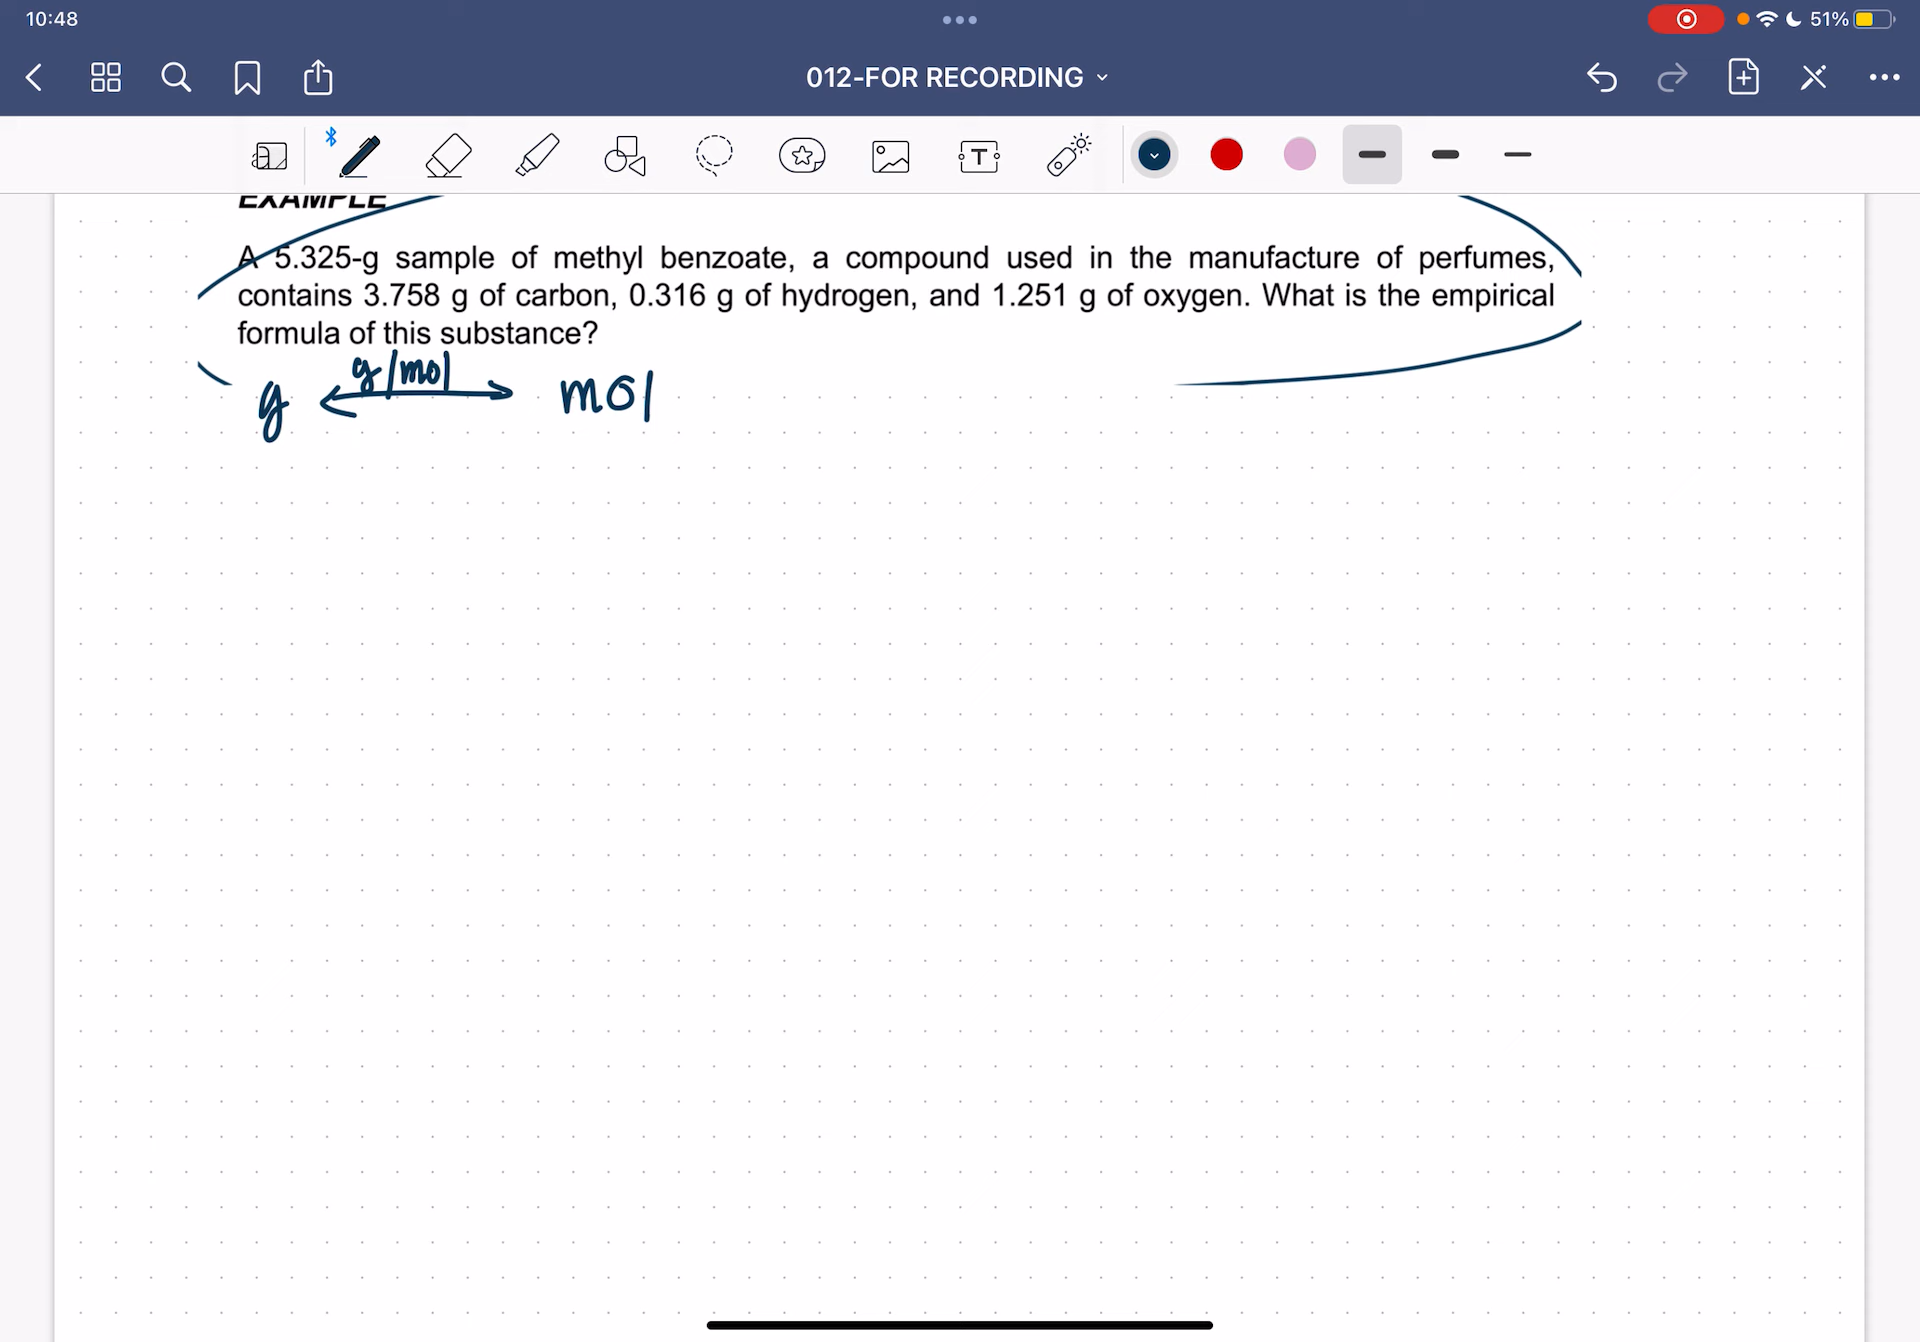 10:48
51%
012-FOR RECORDING
T
EXAMPLE
A 5.325-g sample of methyl benzoate, a compound used in the manufacture of perfumes,
contains 3.758 g of carbon, 0.316 g of hydrogen, and 1.251 g of oxygen. What is the empirical
formula of this substance?
g/mol
g mol